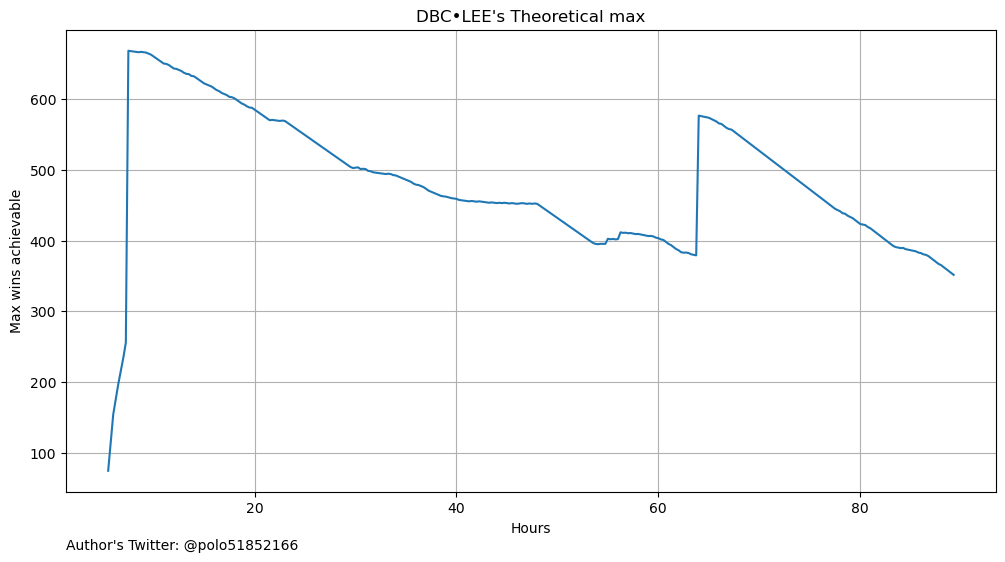 DBC•LEE's Theoretical max
Max wins achievable
600
500
400
300
200
100
20
40
60
80
Hours
Author's Twitter: @polo51852166